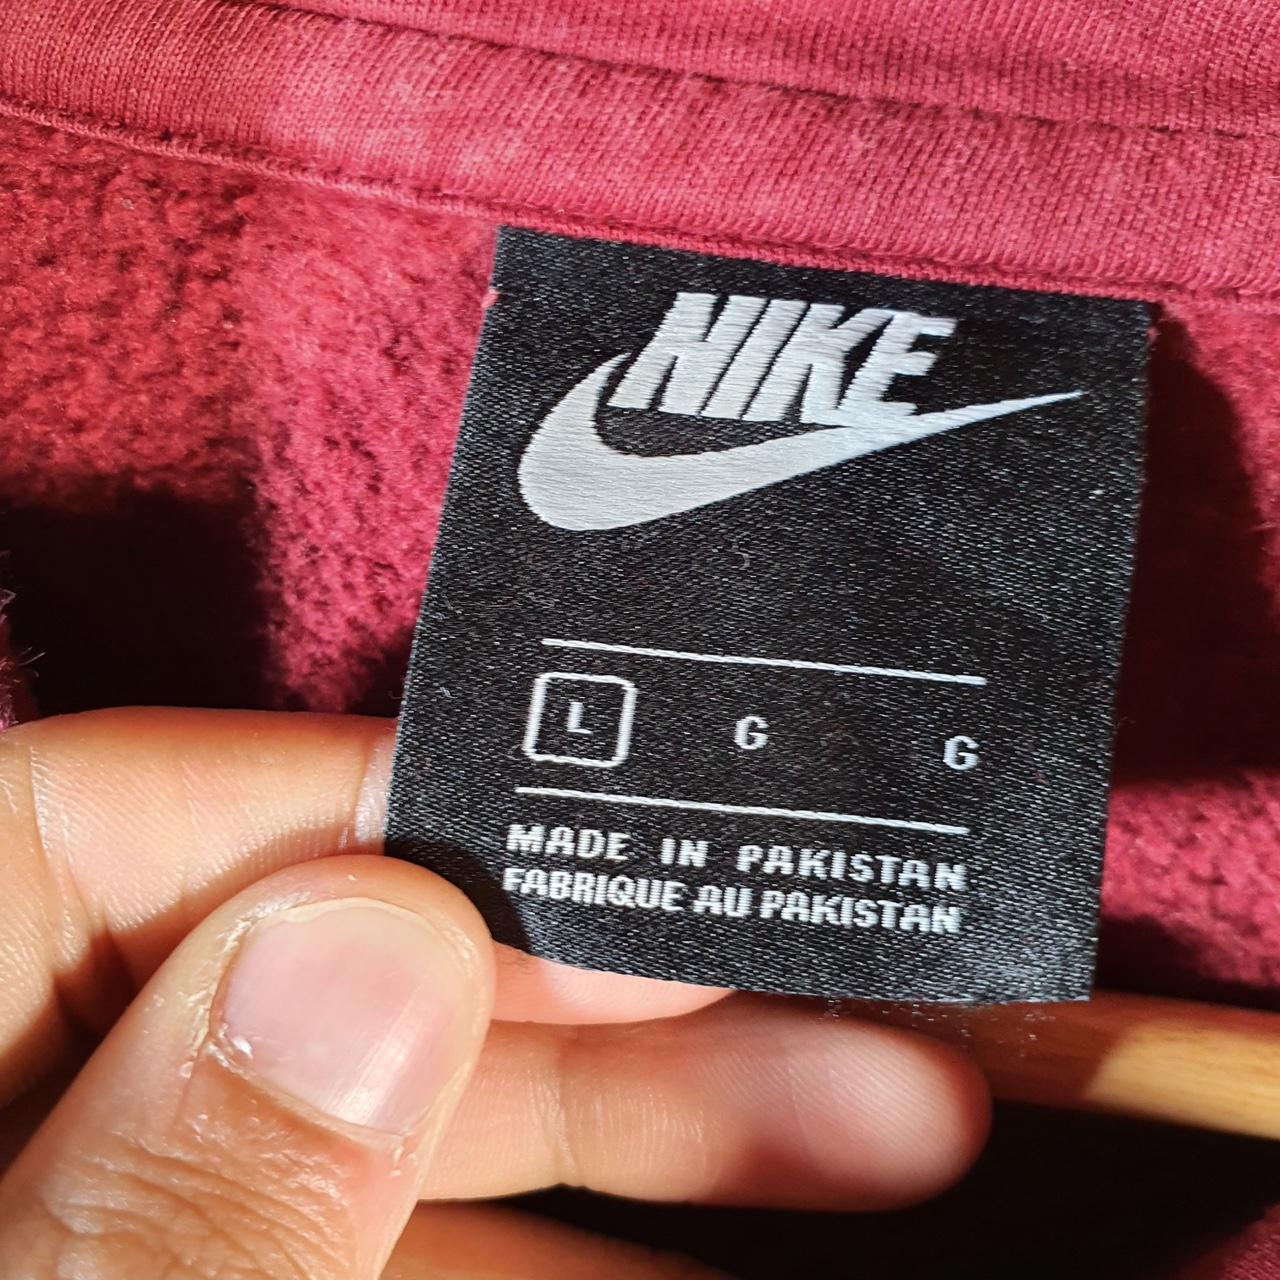 NIKE
L G G
MADE IN PAKISTAN
FABRIQUE AU PAKISTAN